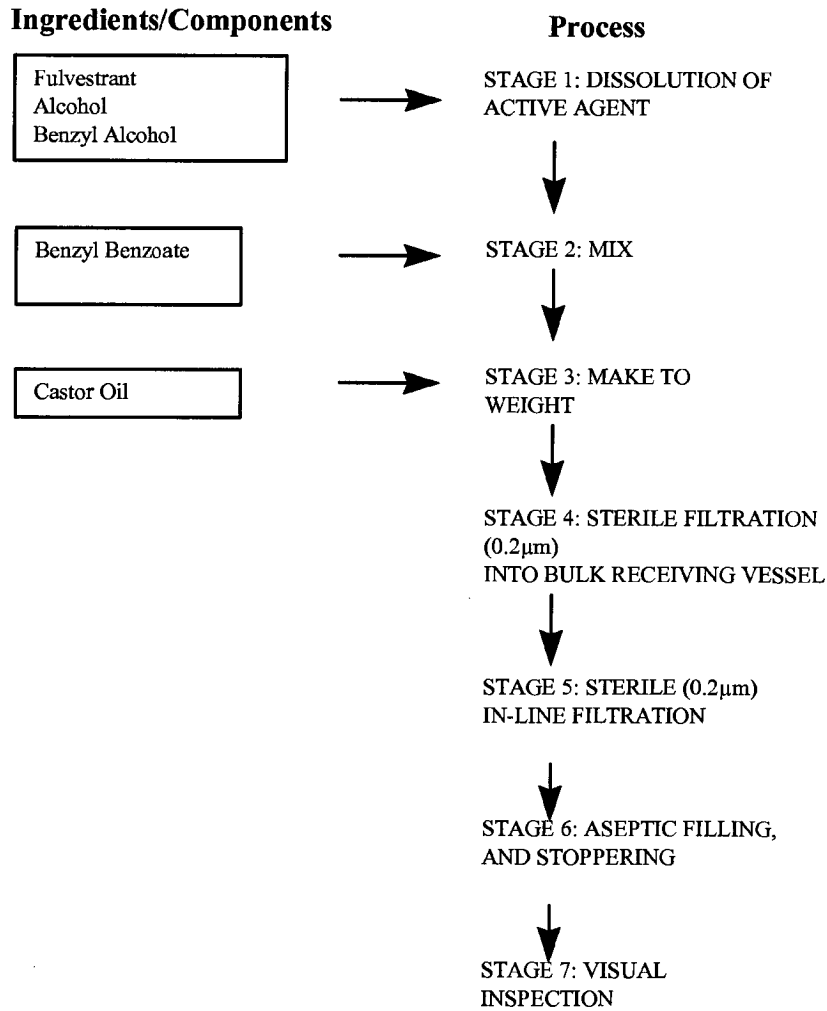 Ingredients/Components
Process
Fulvestrant
Alcohol
Benzyl Alcohol
STAGE 1: DISSOLUTION OF
ACTIVE AGENT
Benzyl Benzoate
STAGE 2: MIX
Castor Oil
STAGE 3: MAKE TO
WEIGHT
STAGE 4: STERILE FILTRATION
(0.2µm)
INTO BULK RECEIVING VESSEL
STAGE 5: STERILE (0.2µm)
IN-LINE FILTRATION
STAGE 6: ASEPTIC FILLING,
AND STOPPERING
STAGE 7: VISUAL
INSPECTION